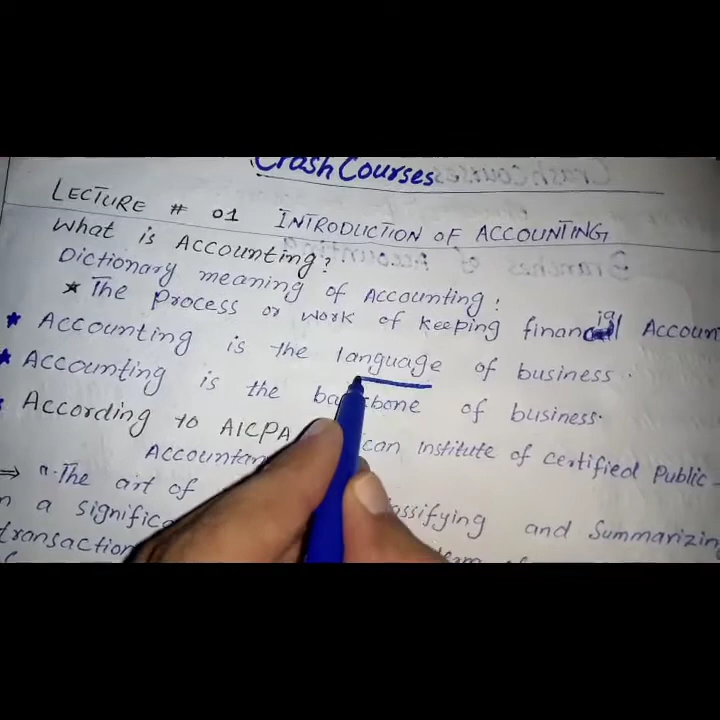 Crash Courses
LECTURE # 01 INTRODUCTION OF ACCOUNTING
What is Accounting?
Dictionary meaning of Accounting!
★ The Process or work of keeping financial Accoun
★ Accounting is the language of business.
★ Accounting is the backbone of business.
According to AICPA
Accountan can Institute of certified Public-
⇒ "The art of ssifying and Summarizing
n a significa
transaction